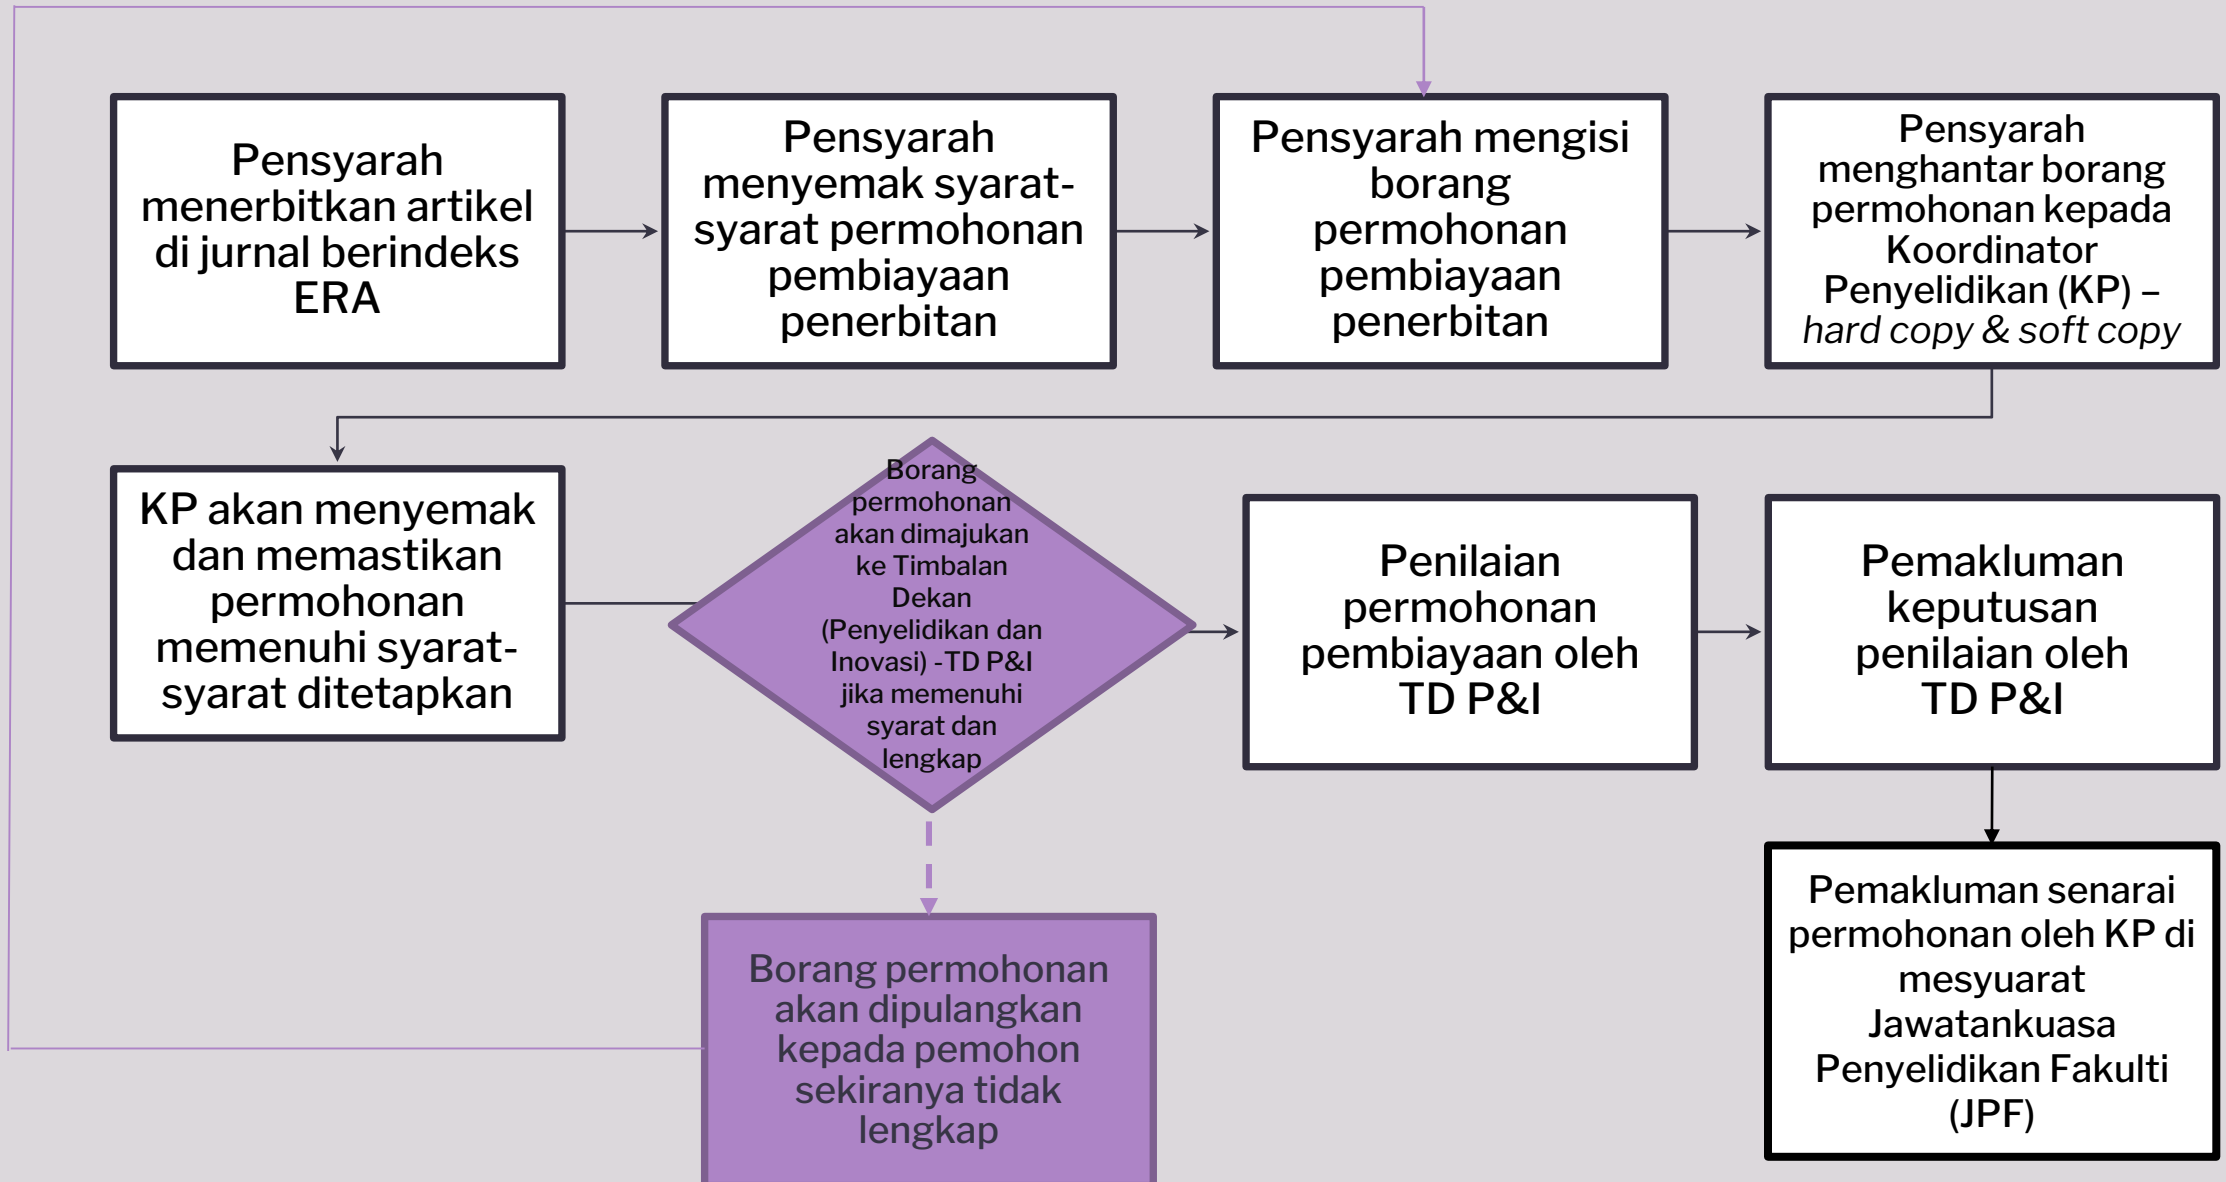 Pensyarah
menerbitkan artikel
di jurnal berindeks
ERA
Pensyarah
menyemak syarat-
syarat permohonan
pembiayaan
penerbitan
Pensyarah mengisi
borang
permohonan
pembiayaan
penerbitan
Pensyarah
menghantar borang
permohonan kepada
Koordinator
Penyelidikan (KP) –
hard copy & soft copy
KP akan menyemak
dan memastikan
permohonan
memenuhi syarat-
syarat ditetapkan
Borang
permohonan
akan dimajukan
ke Timbalan
Dekan
(Penyelidikan dan
Inovasi) -TD P&I
jika memenuhi
syarat dan
lengkap
Penilaian
permohonan
pembiayaan oleh
TD P&I
Pemakluman
keputusan
penilaian oleh
TD P&I
Borang permohonan
akan dipulangkan
kepada pemohon
sekiranya tidak
lengkap
Pemakluman senarai
permohonan oleh KP di
mesyuarat
Jawatankuasa
Penyelidikan Fakulti
(JPF)